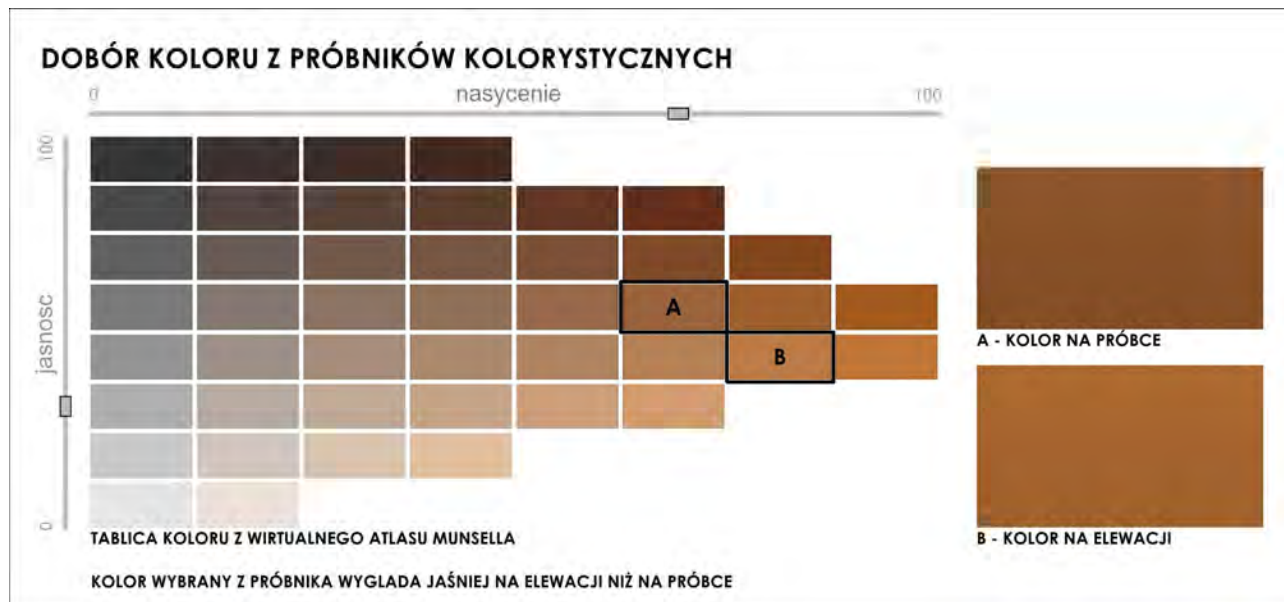 DOBÓR KOLORU Z PRÓBNIKÓW KOLORYSTYCZNYCH
0 nasycenie 100
100
jasnosc
0
A
B
A - KOLOR NA PRÓBCE
B - KOLOR NA ELEWACJI
TABLICA KOLORU Z WIRTUALNEGO ATLASU MUNSELLA
KOLOR WYBRANY Z PRÓBNIKA WYGLADA JAŚNIEJ NA ELEWACJI NIŻ NA PRÓBCE